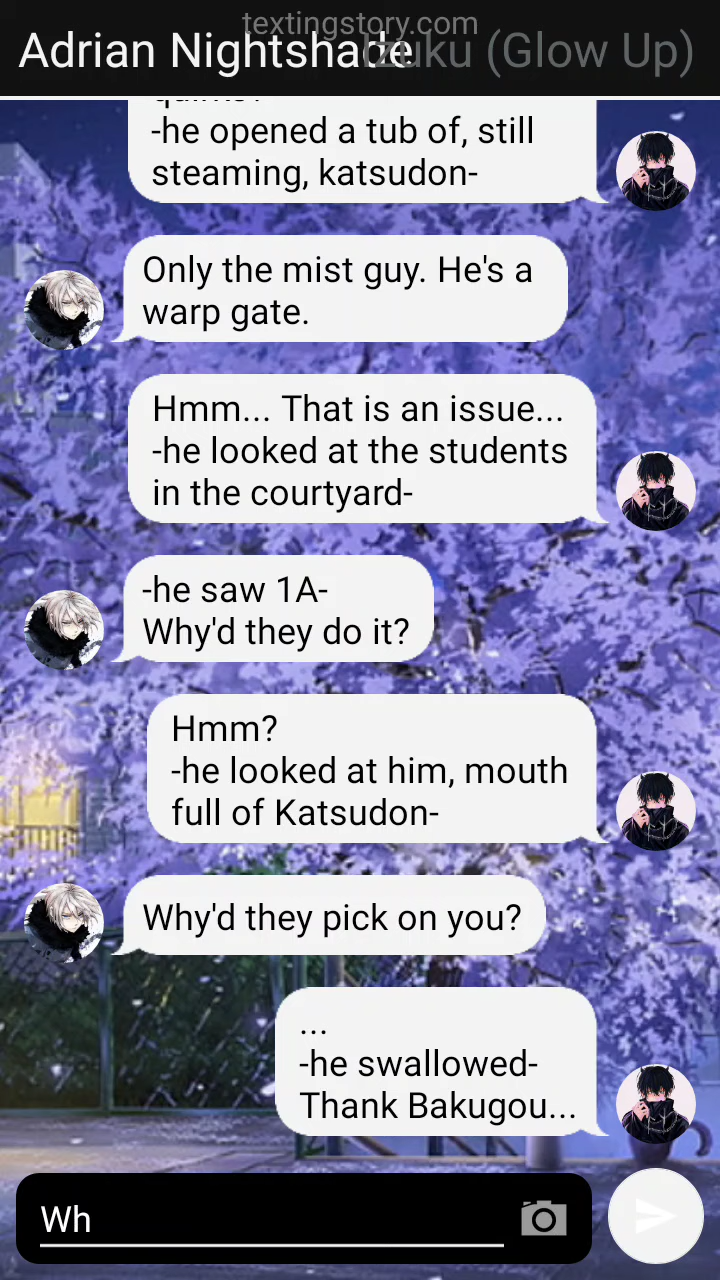 textingstory.com
Adrian Nightshade
Izuku (Glow Up)
-he opened a tub of, still
steaming, katsudon-
Only the mist guy. He's a
warp gate.
Hmm... That is an issue...
-he looked at the students
in the courtyard-
-he saw 1A-
Why'd they do it?
Hmm?
-he looked at him, mouth
full of Katsudon-
Why'd they pick on you?
...
-he swallowed-
Thank Bakugou...
Wh